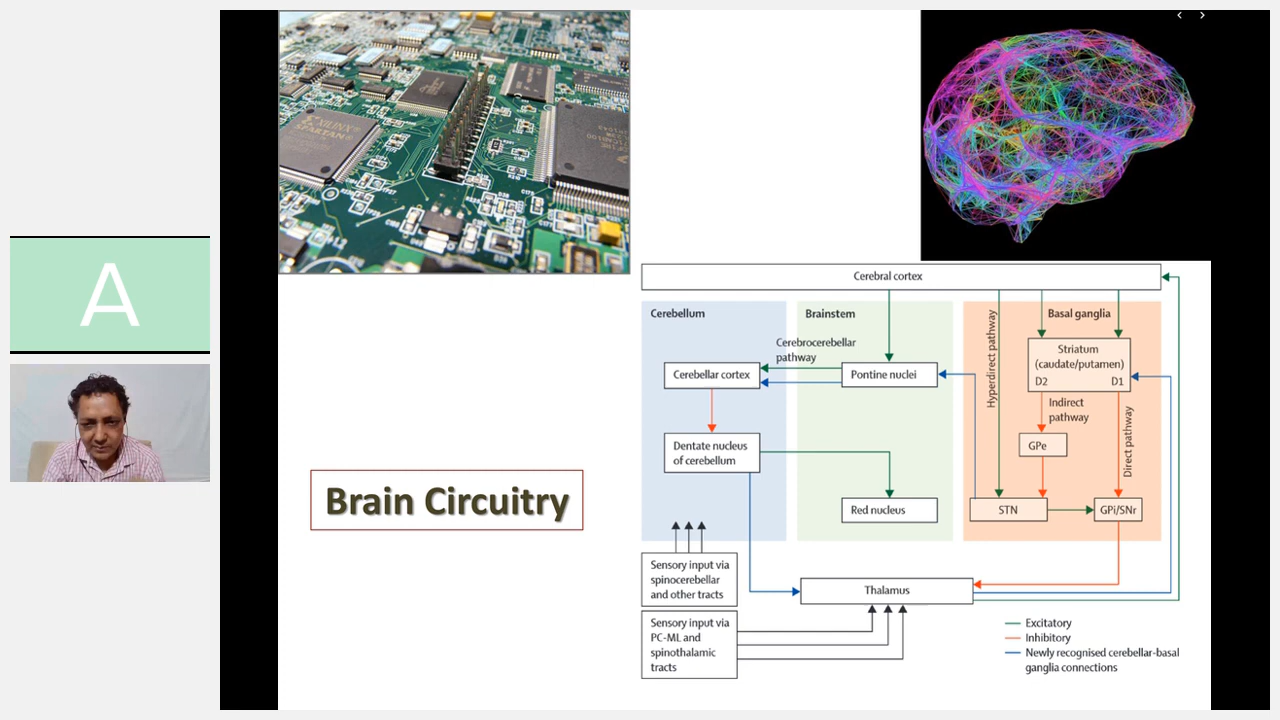 A
XILINX®
SPARTAN®
Brain Circuitry
Cerebral cortex
Cerebellum
Brainstem
Basal ganglia
Cerebrocerebellar
pathway
Cerebellar cortex
Pontine nuclei
Hyperdirect pathway
Striatum
(caudate/putamen)
D2 D1
Indirect
pathway
Direct pathway
Dentate nucleus
of cerebellum
GPe
Red nucleus
STN
GPi/SNr
Sensory input via
spinocerebellar
and other tracts
Thalamus
Sensory input via
PC-ML and
spinothalamic
tracts
Excitatory
Inhibitory
Newly recognised cerebellar-basal
ganglia connections